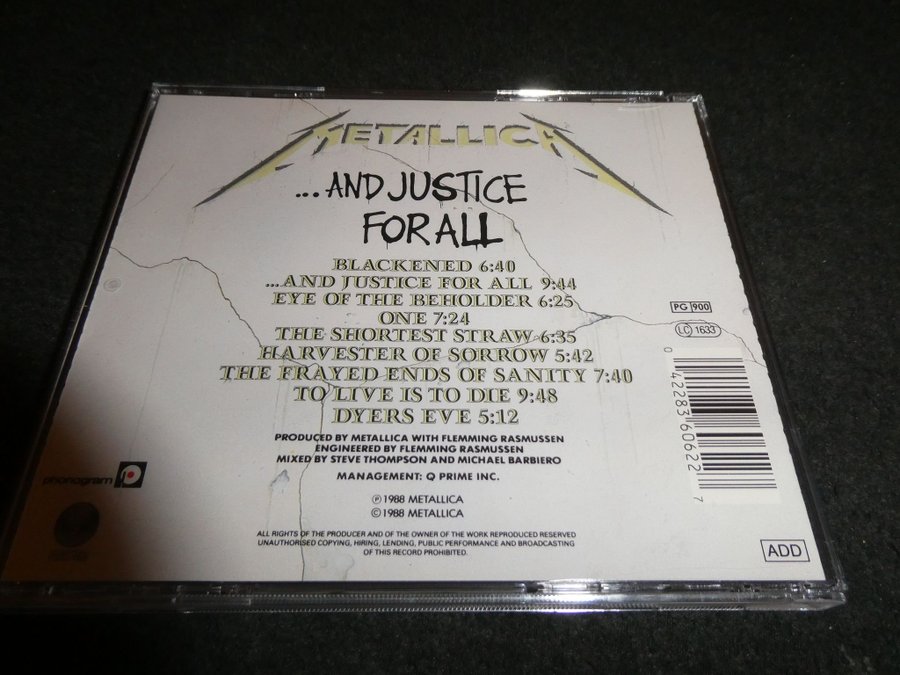 METALLICA
...AND JUSTICE
FOR ALL
BLACKENED 6:40
...AND JUSTICE FOR ALL 9:44
EYE OF THE BEHOLDER 6:25
ONE 7:24
THE SHORTEST STRAW 6:35
HARVESTER OF SORROW 5:42
THE FRAYED ENDS OF SANITY 7:40
TO LIVE IS TO DIE 9:48
DYERS EVE 5:12
PRODUCED BY METALLICA WITH FLEMMING RASMUSSEN
ENGINEERED BY FLEMMING RASMUSSEN
MIXED BY STEVE THOMPSON AND MICHAEL BARBIERO
MANAGEMENT: Q PRIME INC.
℗ 1988 METALLICA
© 1988 METALLICA
ALL RIGHTS OF THE PRODUCER AND OF THE OWNER OF THE WORK REPRODUCED RESERVED
UNAUTHORISED COPYING, HIRING, LENDING, PUBLIC PERFORMANCE AND BROADCASTING
OF THIS RECORD PROHIBITED.
phonogram
PG 900
LC 1633
0 42283 60622 7
ADD